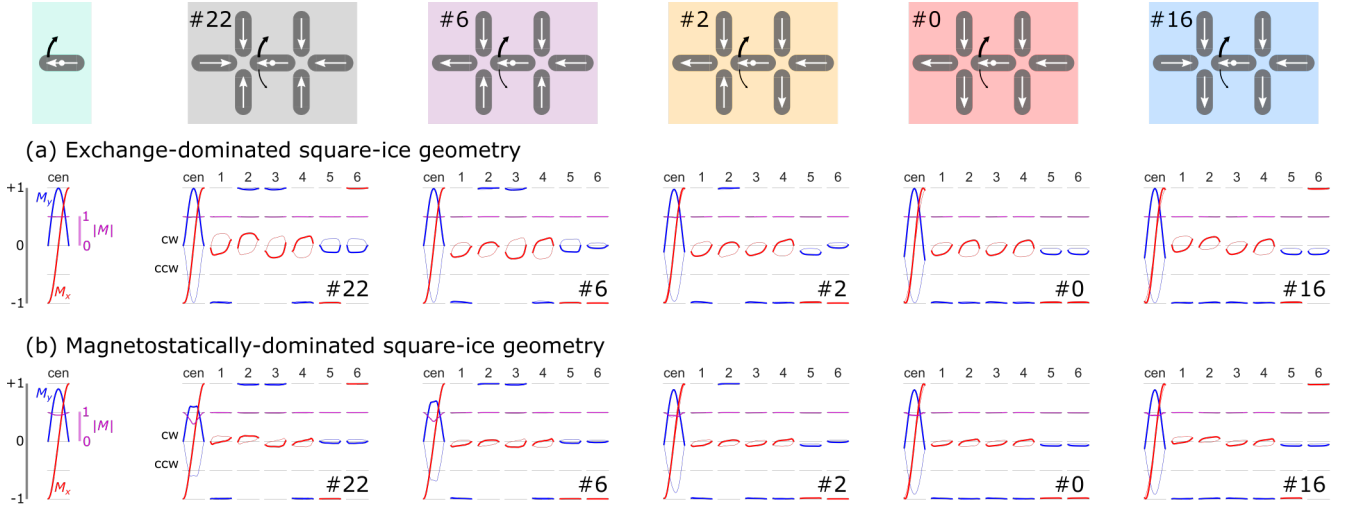 #22 #6 #2 #0 #16
(a) Exchange-dominated square-ice geometry
cen cen 1 2 3 4 5 6 cen 1 2 3 4 5 6 cen 1 2 3 4 5 6 cen 1 2 3 4 5 6 cen 1 2 3 4 5 6
+1
My
1
|M|
0
0
cw
ccw
Mx
-1
#22 #6 #2 #0 #16
(b) Magnetostatically-dominated square-ice geometry
cen cen 1 2 3 4 5 6 cen 1 2 3 4 5 6 cen 1 2 3 4 5 6 cen 1 2 3 4 5 6 cen 1 2 3 4 5 6
+1
My
1
|M|
0
0
cw
ccw
Mx
-1
#22 #6 #2 #0 #16